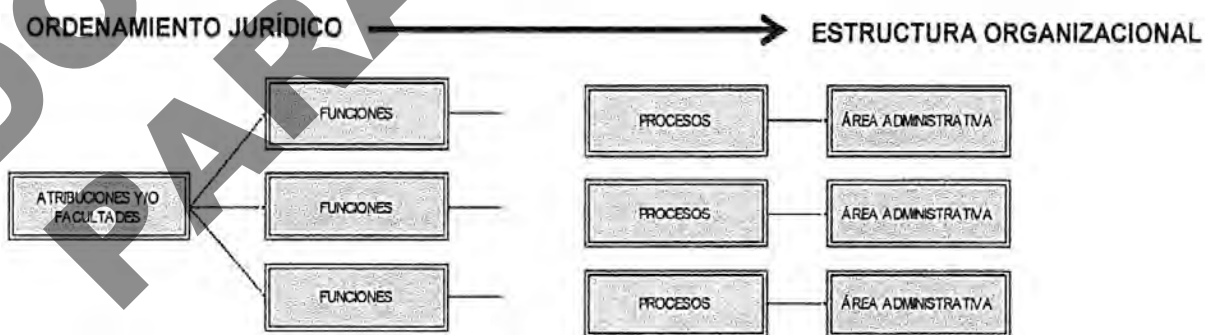 ORDENAMIENTO JURÍDICO
ESTRUCTURA ORGANIZACIONAL
FUNCIONES
PROCESOS
ÁREA ADMINISTRATIVA
ATRIBUCIONES Y/O
FACULTADES
FUNCIONES
PROCESOS
ÁREA ADMINISTRATIVA
FUNCIONES
PROCESOS
ÁREA ADMINISTRATIVA
PARA